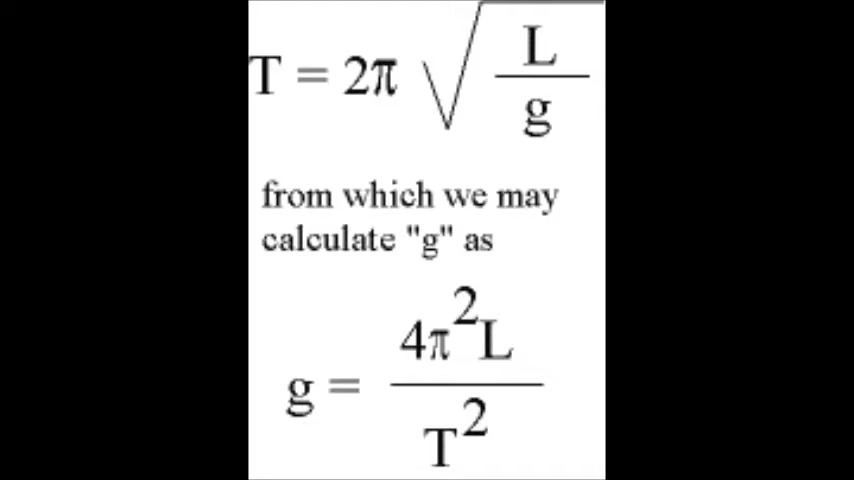 T = 2π √(L/g)
from which we may
calculate "g" as
g = 4π²L/T²